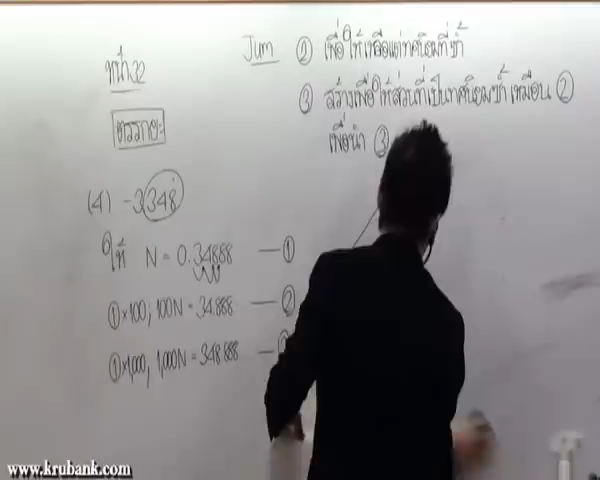 หน้า 32
ตรรกยะ
(4) -3.348̇
ให้ N = 0.34888 — ①
①×100, 100N = 34.888 — ②
①×1,000, 1,000N = 348.888 —
Jum ② เพื่อให้เหลือแต่ทศนิยมที่ซ้ำ
③ สร้างเพื่อให้ส่วนที่เป็นทศนิยมซ้ำเหมือน ②
เพื่อนำ ③
www.krubank.com